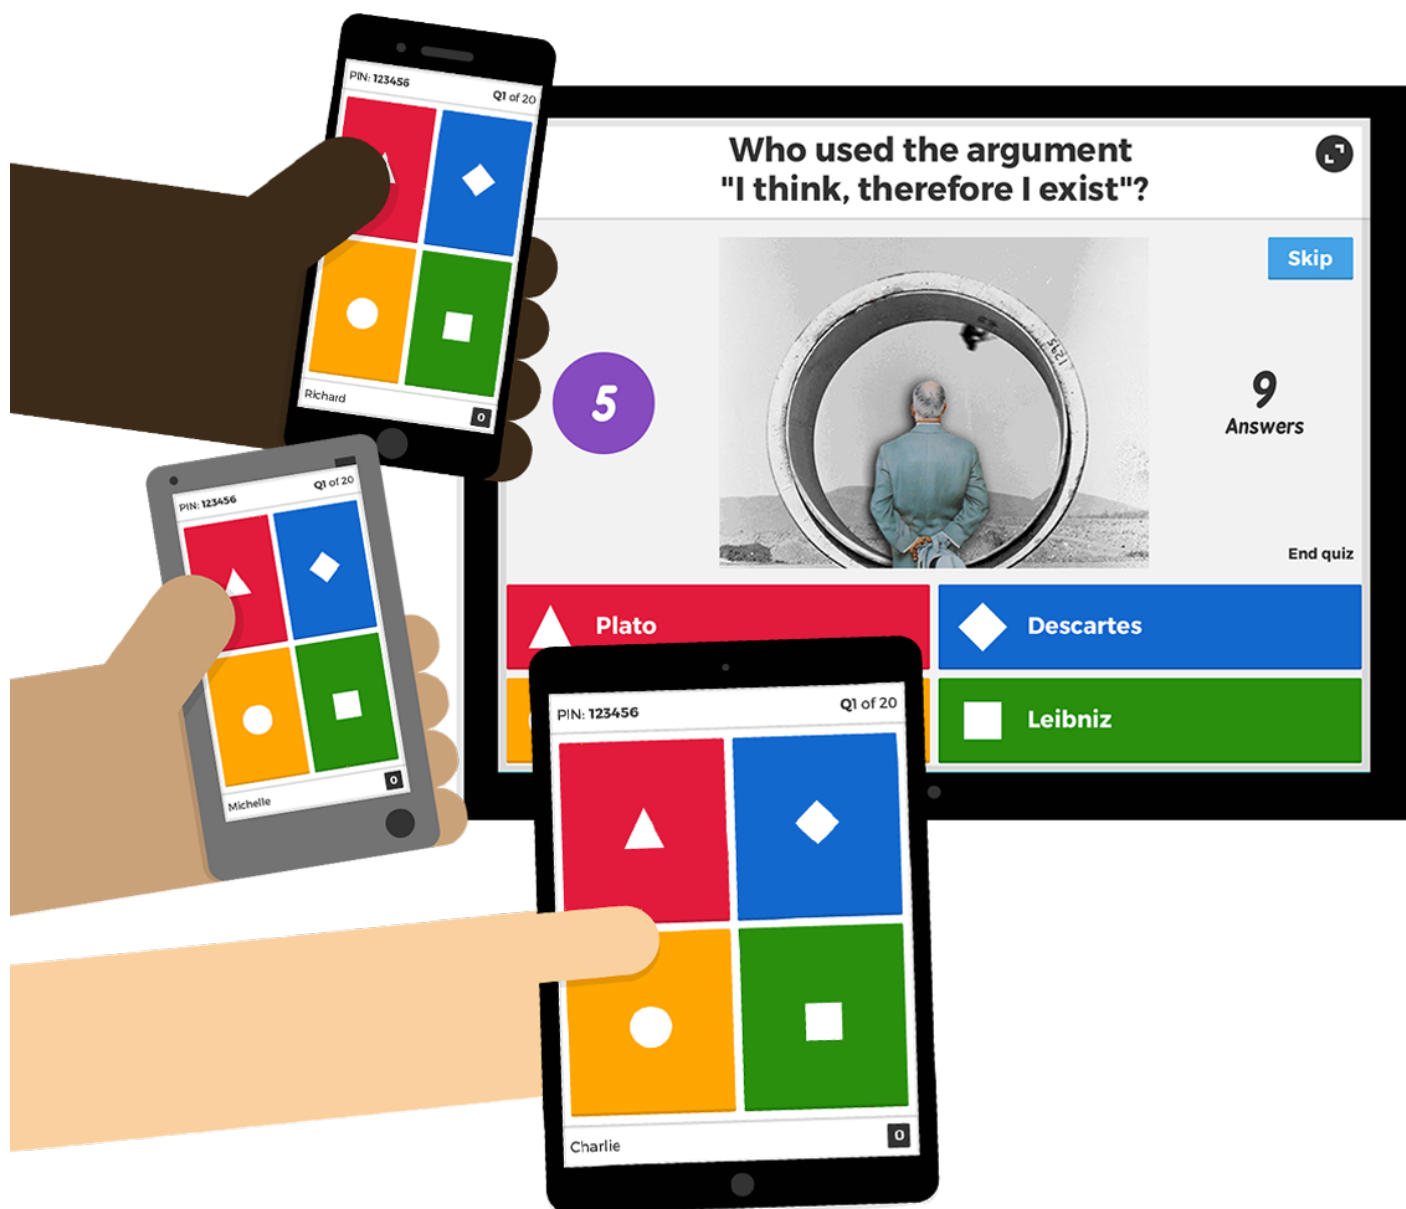 PIN: 123456
Q1 of 20
Richard
0
Who used the argument
"I think, therefore I exist"?
Skip
5
9
Answers
End quiz
Plato
Descartes
Leibniz
PIN: 123456
Q1 of 20
Michelle
0
PIN: 123456
Q1 of 20
Charlie
0